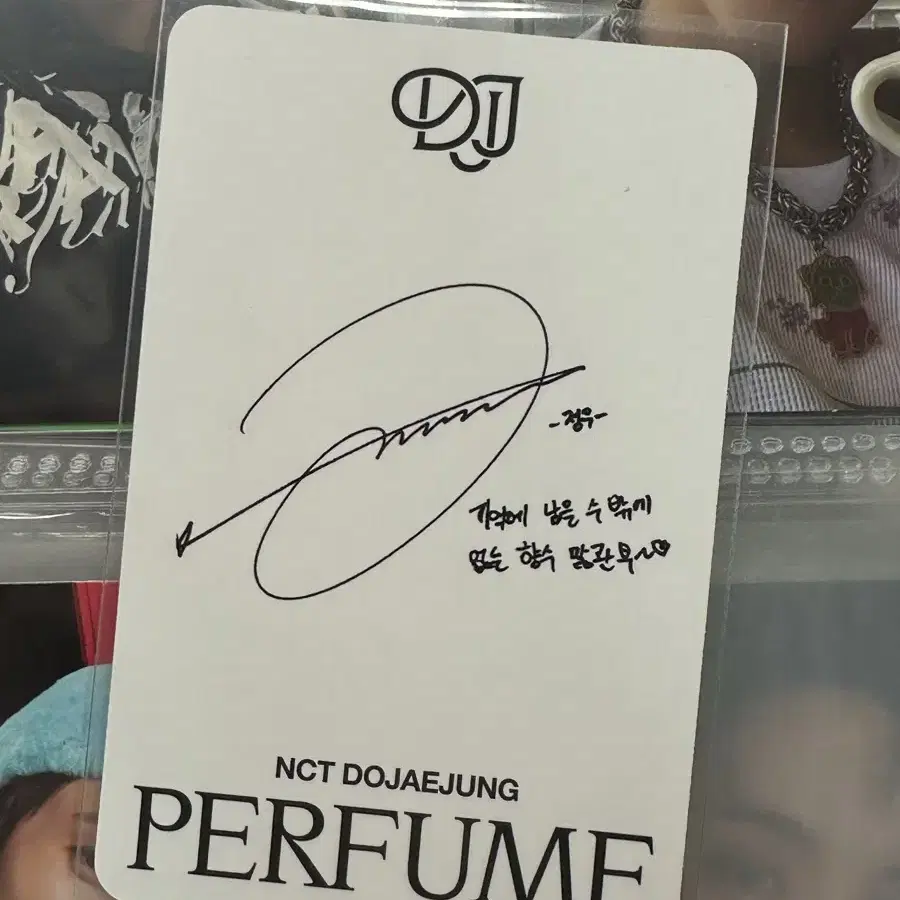 DJJ
-정우-
기억에 남을 수 밖에
없는 향수 말관부~♡
NCT DOJAEJUNG
PERFUME